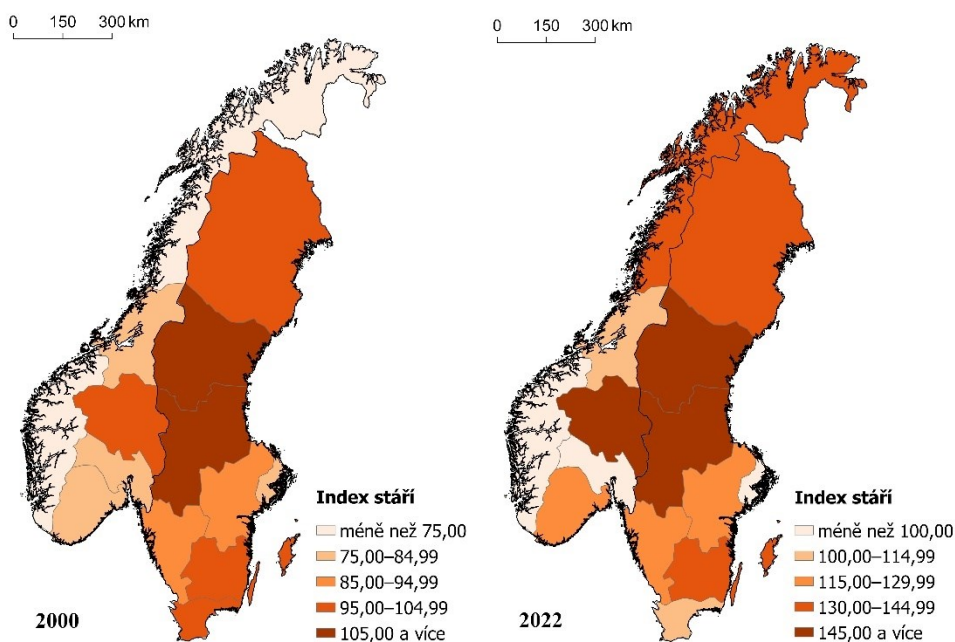 0 150 300 km
Index stáří
méně než 75,00
75,00–84,99
85,00–94,99
95,00–104,99
105,00 a více
2000
0 150 300 km
Index stáří
méně než 100,00
100,00–114,99
115,00–129,99
130,00–144,99
145,00 a více
2022